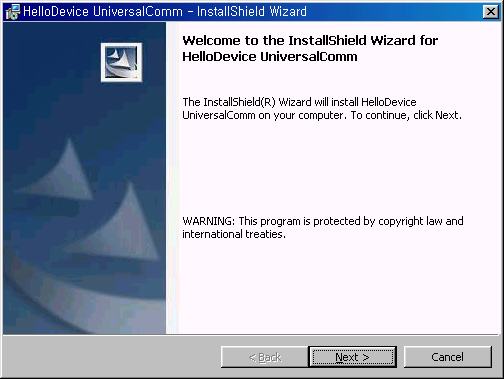 HelloDevice UniversalComm - InstallShield Wizard
Welcome to the InstallShield Wizard for
HelloDevice UniversalComm
The InstallShield(R) Wizard will install HelloDevice
UniversalComm on your computer. To continue, click Next.
WARNING: This program is protected by copyright law and
international treaties.
< Back
Next >
Cancel